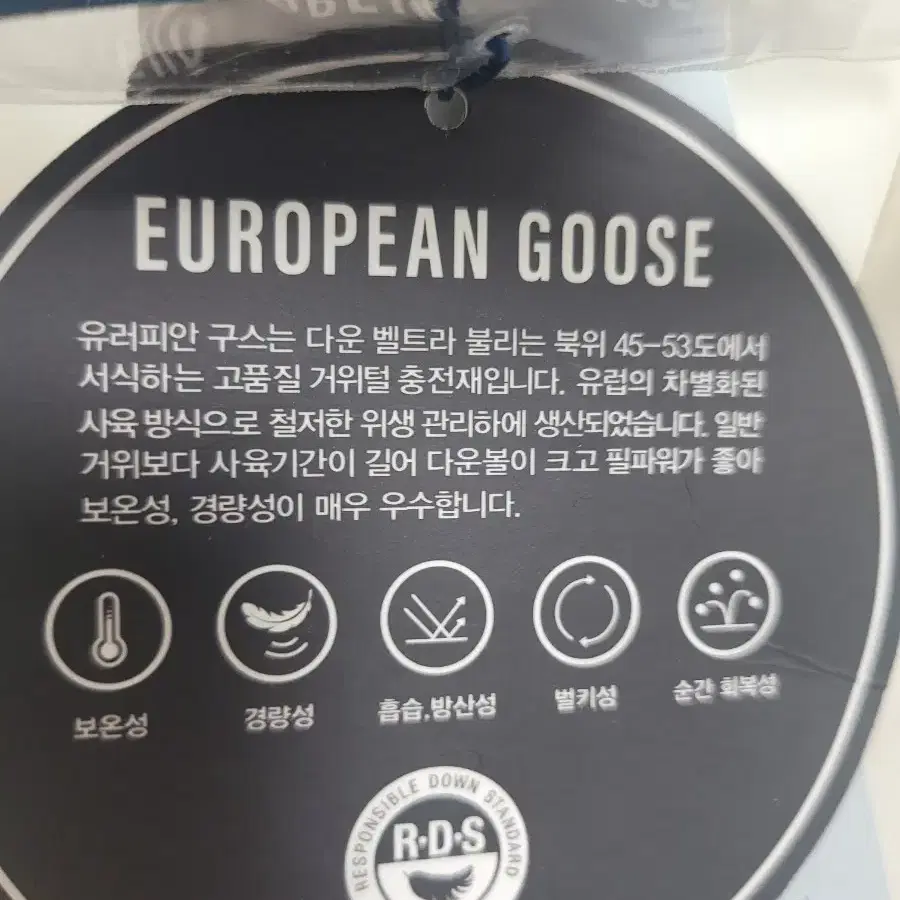 EUROPEAN GOOSE
유러피안 구스는 다운 벨트라 불리는 북위 45-53도에서
서식하는 고품질 거위털 충전재입니다. 유럽의 차별화된
사육 방식으로 철저한 위생 관리하에 생산되었습니다. 일반
거위보다 사육기간이 길어 다운볼이 크고 필파워가 좋아
보온성, 경량성이 매우 우수합니다.
보온성
경량성
흡습,방산성
벌키성
순간 회복성
RESPONSIBLE DOWN STANDARD
R·D·S